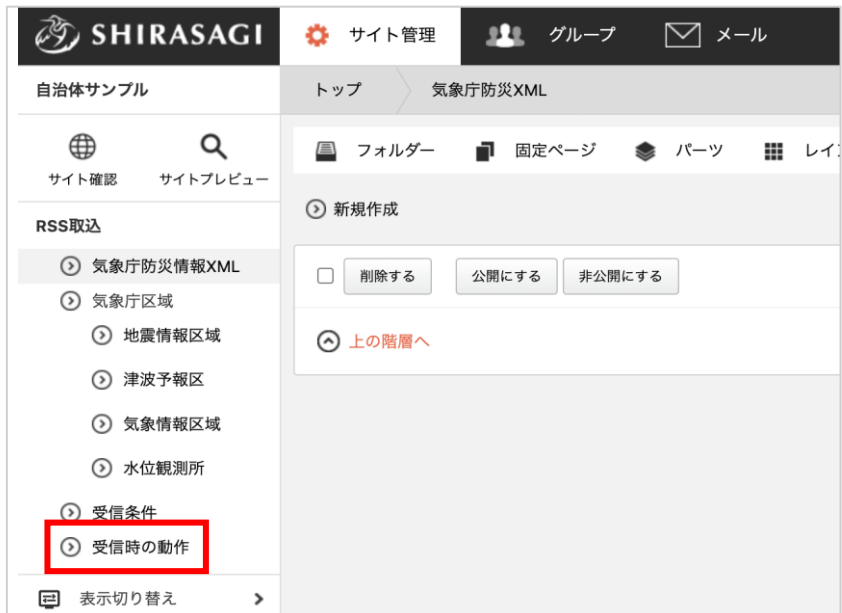 SHIRASAGI
サイト管理
グループ
メール
自治体サンプル
トップ
気象庁防災XML
サイト確認
サイトプレビュー
フォルダー
固定ページ
パーツ
レイ
RSS取込
新規作成
気象庁防災情報XML
気象庁区域
地震情報区域
津波予報区
気象情報区域
水位観測所
受信条件
受信時の動作
表示切り替え
削除する
公開にする
非公開にする
上の階層へ